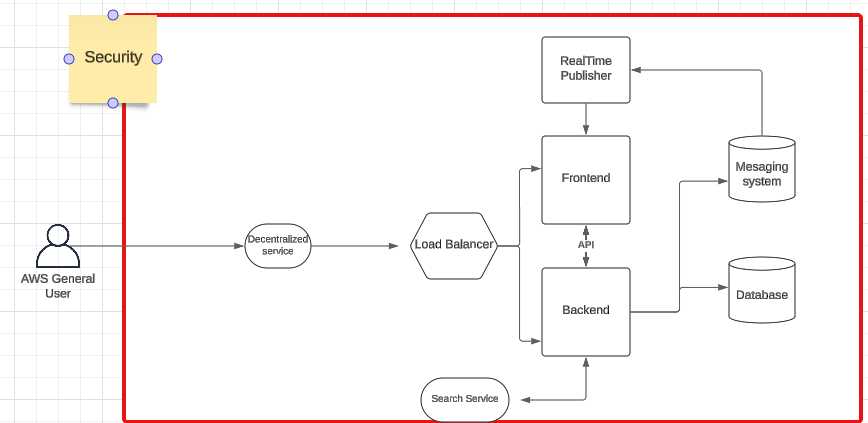 Security
RealTime
Publisher
Frontend
Mesaging
system
AWS General
User
Decentralized
service
Load Balancer
API
Backend
Database
Search Service